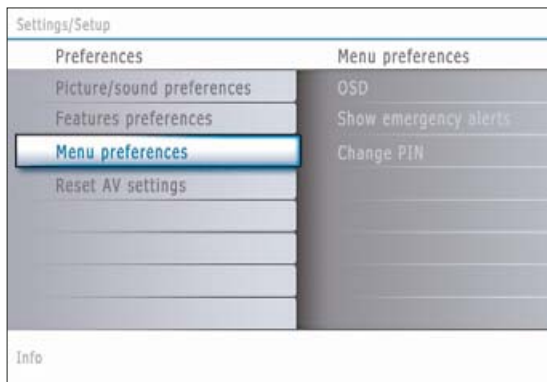 Settings/Setup
Preferences
Menu preferences
Picture/sound preferences
OSD
Features preferences
Show emergency alerts
Menu preferences
Change PIN
Reset AV settings
Info